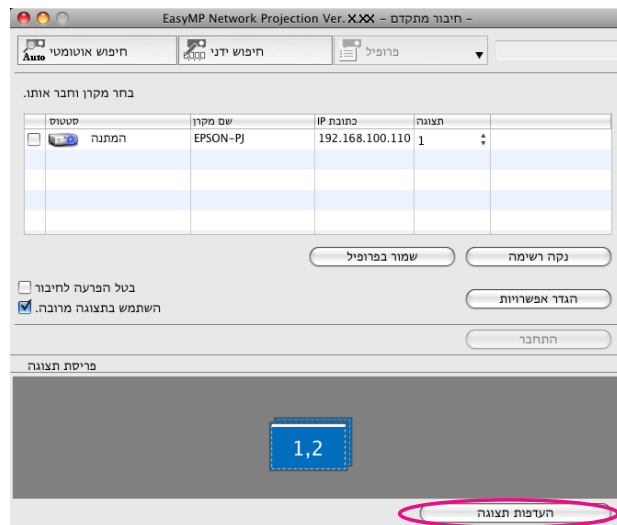 EasyMP Network Projection Ver. X.XX – חיבור מתקדם –
Auto חיפוש אוטומטי
חיפוש ידני
פרופיל
בחר מקרן וחבר אותו.
סטטוס שם מקרן כתובת IP תצוגה
המתנה EPSON-PJ 192.168.100.110 1
שמור בפרופיל נקה רשימה
בטל הפרעה לחיבור
השתמש בתצוגה מרובה.
הגדר אפשרויות
התחבר
פריסת תצוגה
1,2
העדפות תצוגה